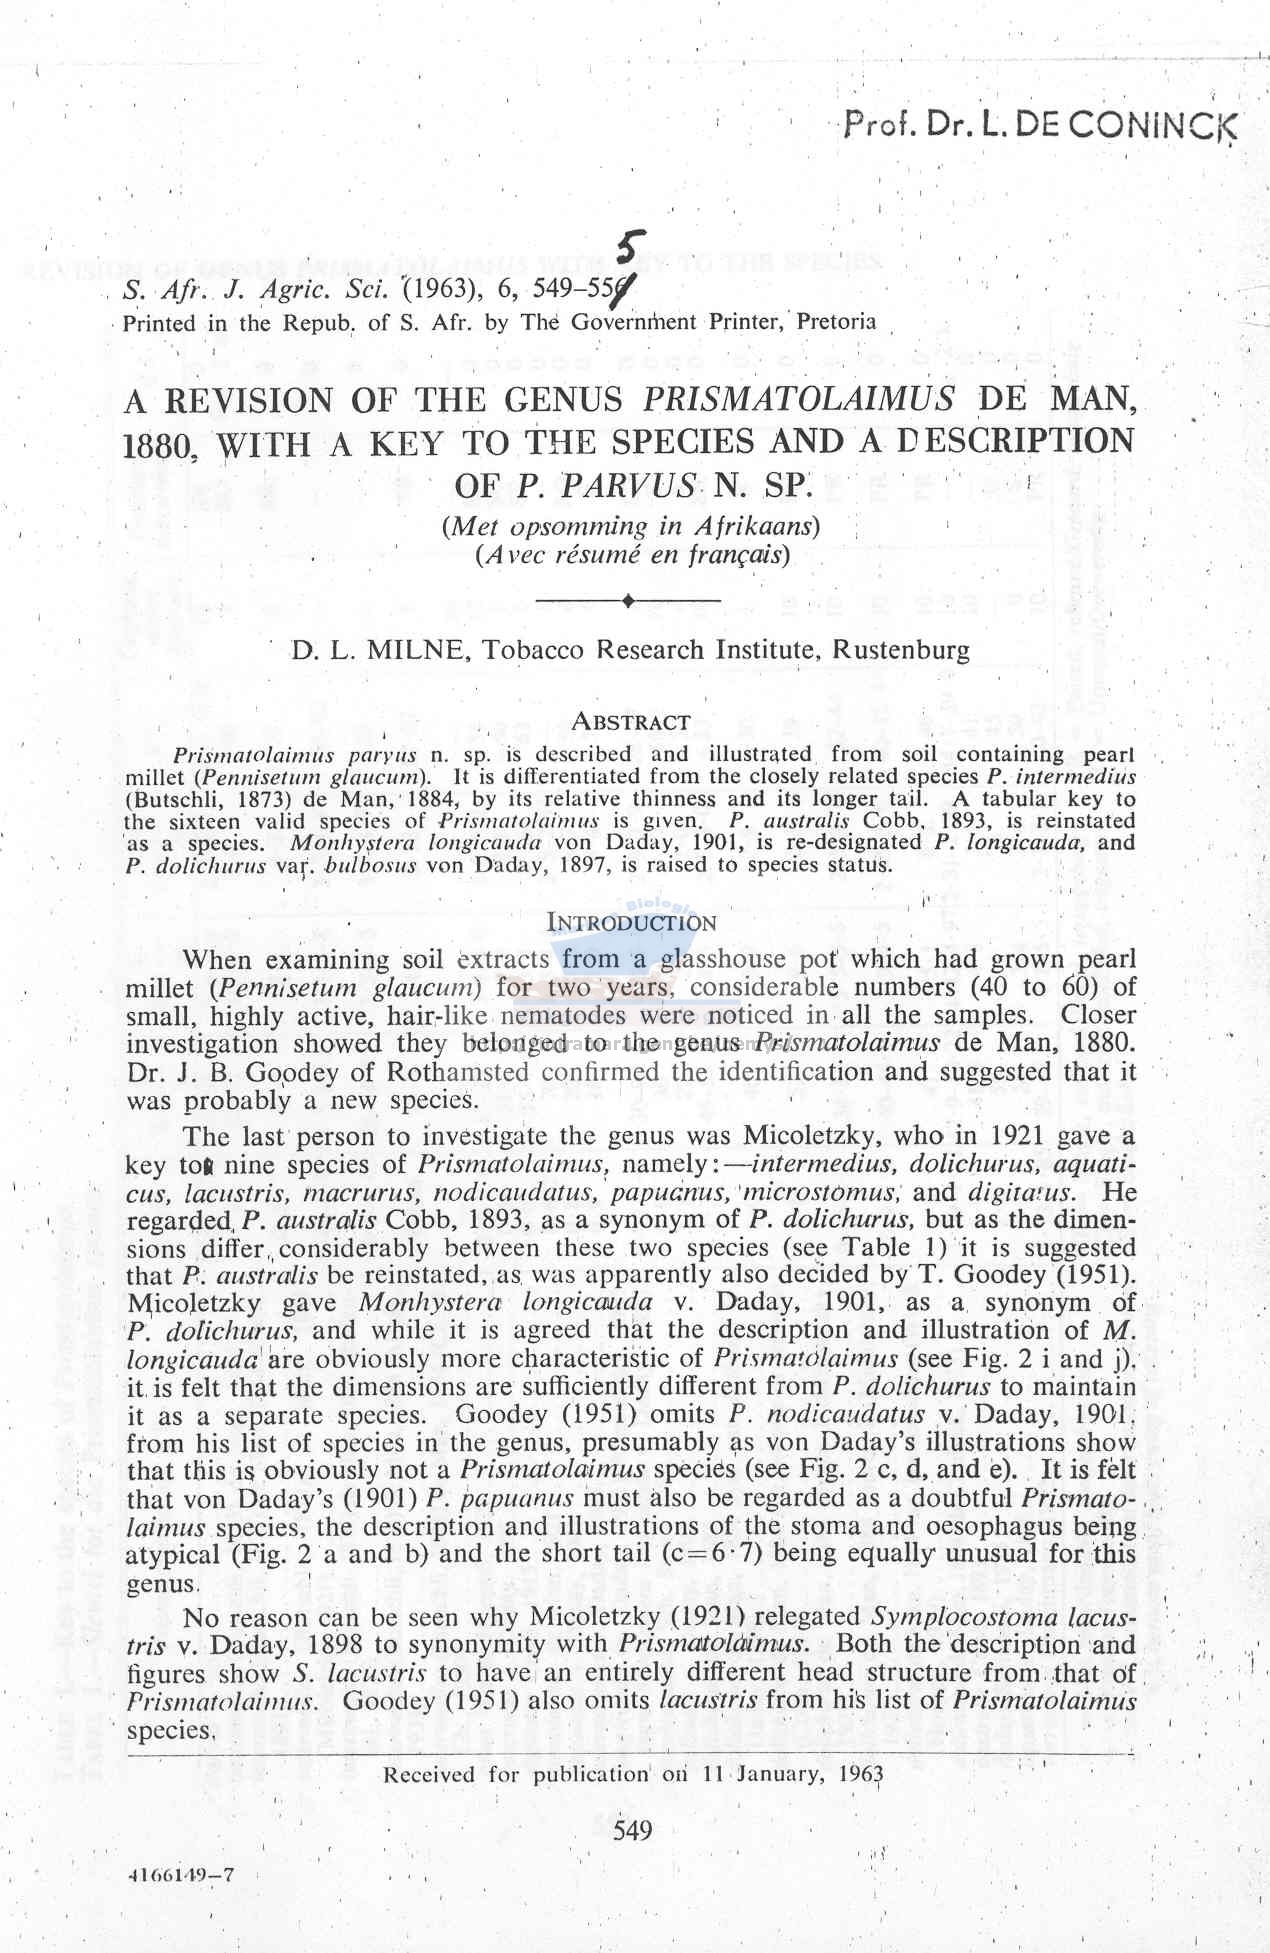 Prof. Dr. L. DE CONINCK
5
S. Afr. J. Agric. Sci. (1963), 6, 549–55
Printed in the Repub. of S. Afr. by The Government Printer, Pretoria
A REVISION OF THE GENUS PRISMATOLAIMUS DE MAN,
1880, WITH A KEY TO THE SPECIES AND A DESCRIPTION
OF P. PARVUS N. SP.
(Met opsomming in Afrikaans)
(Avec résumé en français)
D. L. MILNE, Tobacco Research Institute, Rustenburg
ABSTRACT
Prismatolaimus parvus n. sp. is described and illustrated from soil containing pearl
millet (Pennisetum glaucum). It is differentiated from the closely related species P. intermedius
(Butschli, 1873) de Man, 1884, by its relative thinness and its longer tail. A tabular key to
the sixteen valid species of Prismatolaimus is given. P. australis Cobb, 1893, is reinstated
as a species. Monhystera longicauda von Daday, 1901, is re-designated P. longicauda, and
P. dolichurus var. bulbosus von Daday, 1897, is raised to species status.
INTRODUCTION
When examining soil extracts from a glasshouse pot which had grown pearl
millet (Pennisetum glaucum) for two years, considerable numbers (40 to 60) of
small, highly active, hair-like nematodes were noticed in all the samples. Closer
investigation showed they belonged to the genus Prismatolaimus de Man, 1880.
Dr. J. B. Goodey of Rothamsted confirmed the identification and suggested that it
was probably a new species.
The last person to investigate the genus was Micoletzky, who in 1921 gave a
key to nine species of Prismatolaimus, namely:—intermedius, dolichurus, aquati-
cus, lacustris, macrurus, nodicaudatus, papuanus, microstomus, and digitatus. He
regarded P. australis Cobb, 1893, as a synonym of P. dolichurus, but as the dimen-
sions differ, considerably between these two species (see Table 1) it is suggested
that P. australis be reinstated, as was apparently also decided by T. Goodey (1951).
Micoletzky gave Monhystera longicauda v. Daday, 1901, as a synonym of
P. dolichurus, and while it is agreed that the description and illustration of M.
longicauda are obviously more characteristic of Prismatolaimus (see Fig. 2 i and j),
it is felt that the dimensions are sufficiently different from P. dolichurus to maintain
it as a separate species. Goodey (1951) omits P. nodicaudatus v. Daday, 1901,
from his list of species in the genus, presumably as von Daday's illustrations show
that this is obviously not a Prismatolaimus species (see Fig. 2 c, d, and e). It is felt
that von Daday's (1901) P. papuanus must also be regarded as a doubtful Prismato-
laimus species, the description and illustrations of the stoma and oesophagus being
atypical (Fig. 2 a and b) and the short tail (c=6·7) being equally unusual for this
genus.
No reason can be seen why Micoletzky (1921) relegated Symplocostoma lacus-
tris v. Daday, 1898 to synonymity with Prismatolaimus. Both the description and
figures show S. lacustris to have an entirely different head structure from that of
Prismatolaimus. Goodey (1951) also omits lacustris from his list of Prismatolaimus
species.
Received for publication on 11 January, 1963
549
4166149–7